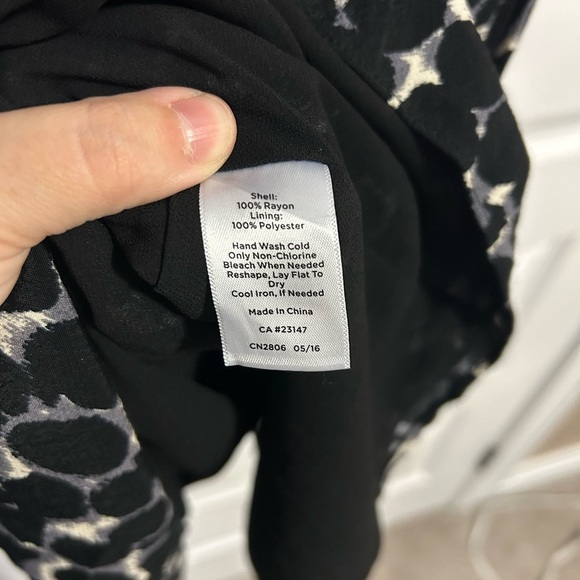 Shell:
100% Rayon
Lining:
100% Polyester
Hand Wash Cold
Only Non-Chlorine
Bleach When Needed
Reshape, Lay Flat To
Dry
Cool Iron, If Needed
Made In China
CA #23147
CN2806 05/16